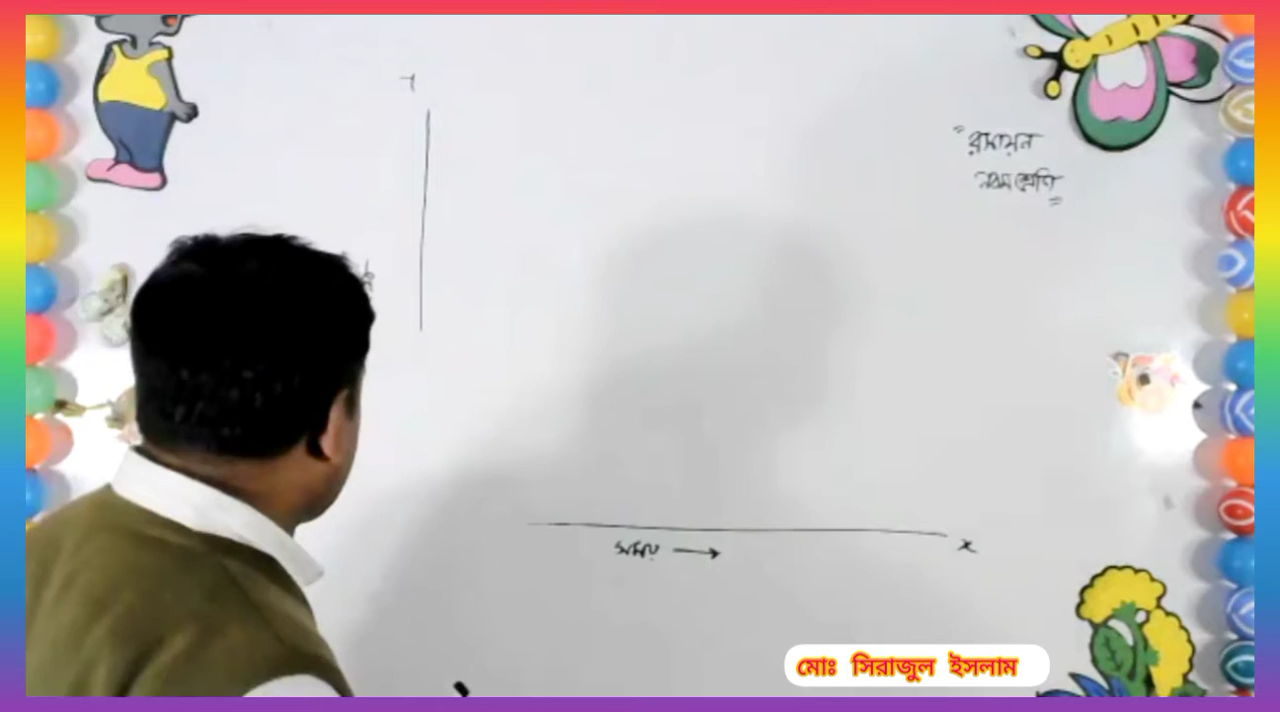 Y
"রসায়ন
নবম শ্রেণি"
সময় →
x
মোঃ সিরাজুল ইসলাম